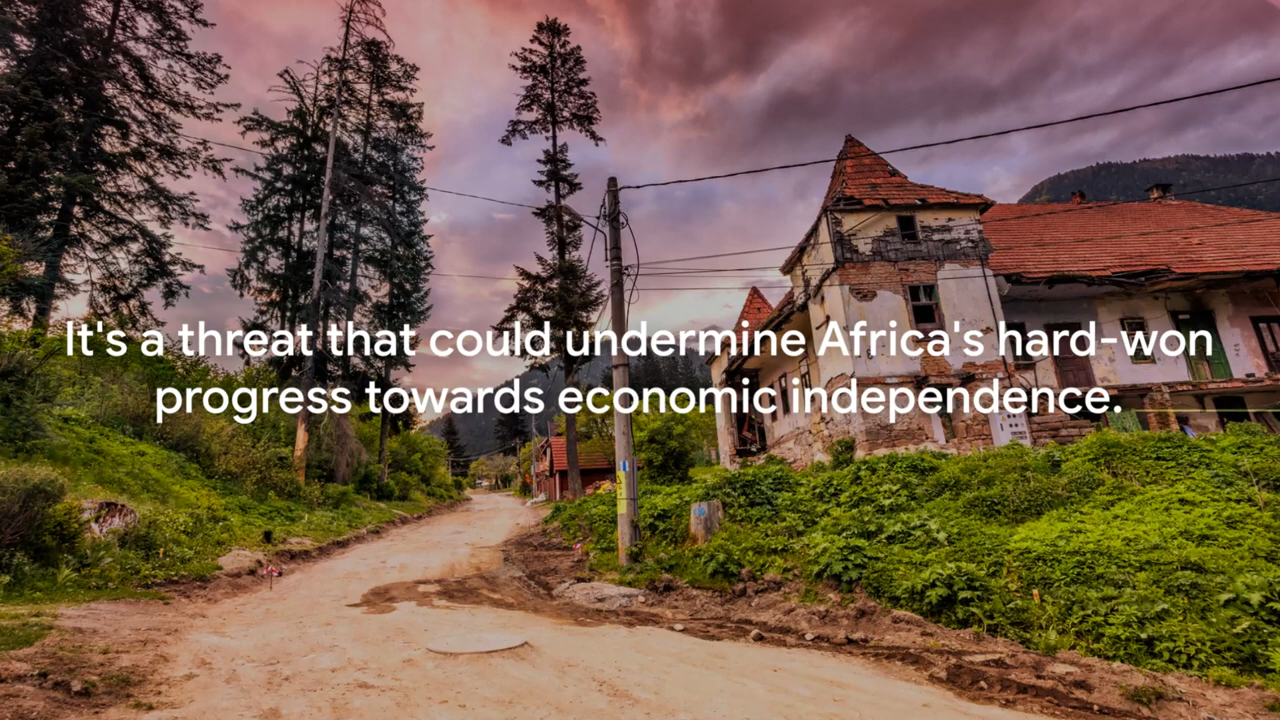 It's a threat that could undermine Africa's hard-won
progress towards economic independence.